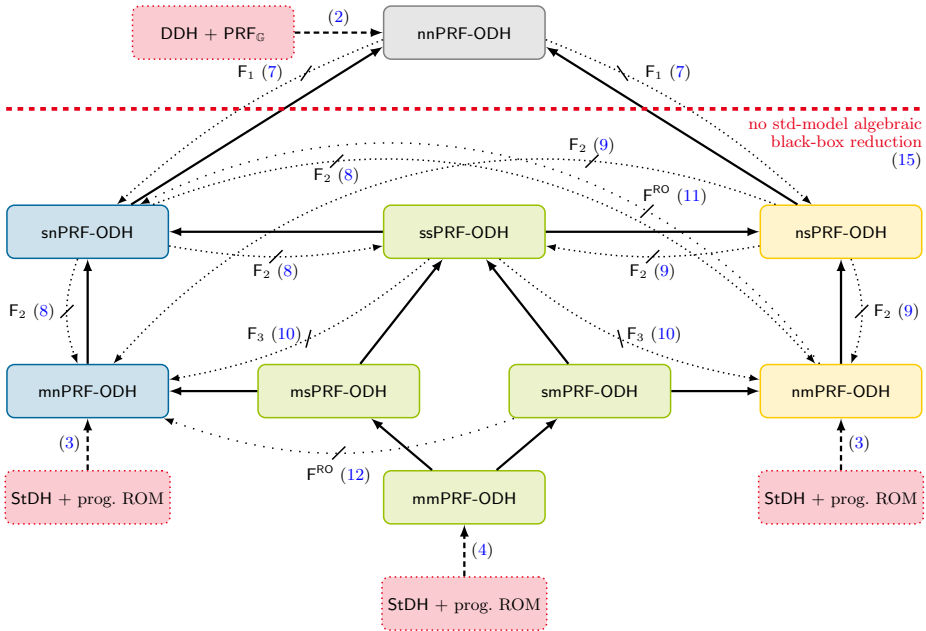 DDH + PRF𝔾
(2)
nnPRF-ODH
F₁ (7)
F₁ (7)
no std-model algebraic
black-box reduction
(15)
F₂ (9)
F₂ (8)
Fᴿᴼ (11)
snPRF-ODH
ssPRF-ODH
nsPRF-ODH
F₂ (8)
F₂ (9)
F₂ (8)
F₂ (9)
F₃ (10)
F₃ (10)
mnPRF-ODH
msPRF-ODH
smPRF-ODH
nmPRF-ODH
(3)
Fᴿᴼ (12)
(3)
StDH + prog. ROM
mmPRF-ODH
StDH + prog. ROM
(4)
StDH + prog. ROM